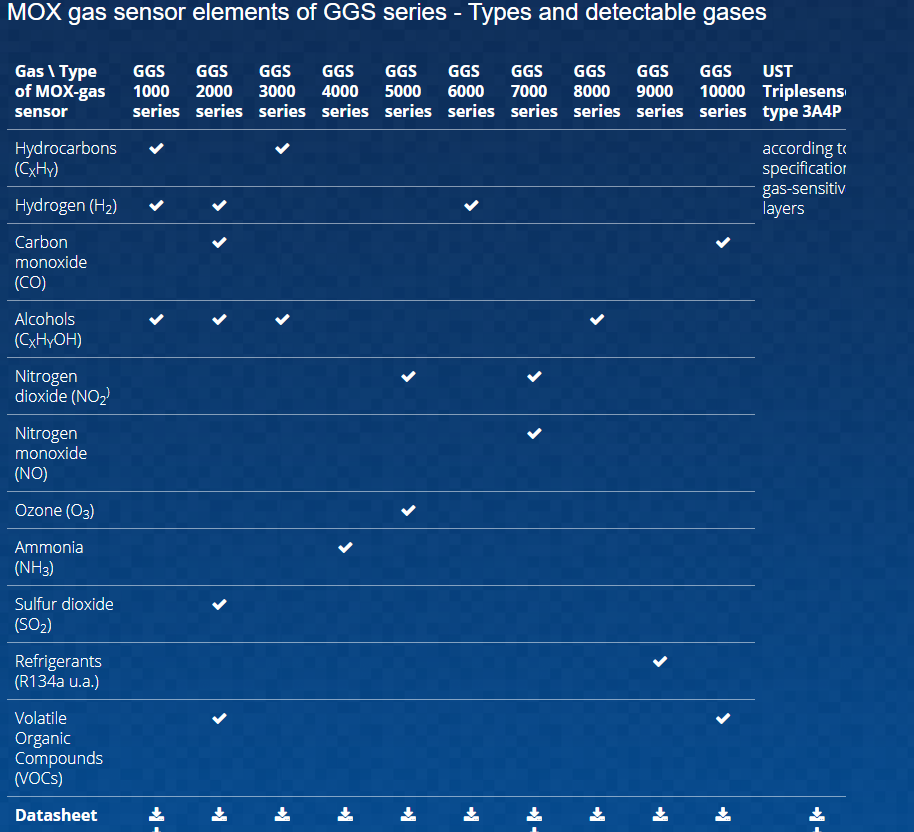 MOX gas sensor elements of GGS series - Types and detectable gases
Gas \ Type of MOX-gas sensor
GGS 1000 series
GGS 2000 series
GGS 3000 series
GGS 4000 series
GGS 5000 series
GGS 6000 series
GGS 7000 series
GGS 8000 series
GGS 9000 series
GGS 10000 series
UST
type 3A4P
Hydrocarbons
(CXHY)
according
gas-sensitiv
layers
Hydrogen (H2)
Carbon
monoxide
(CO)
Alcohols
(CXHYOH)
Nitrogen
dioxide (NO2)
Nitrogen
monoxide
(NO)
Ozone (O3)
Ammonia
(NH3)
Sulfur dioxide
(SO2)
Refrigerants
(R134a u.a.)
Volatile
Organic
Compounds
(VOCs)
Datasheet